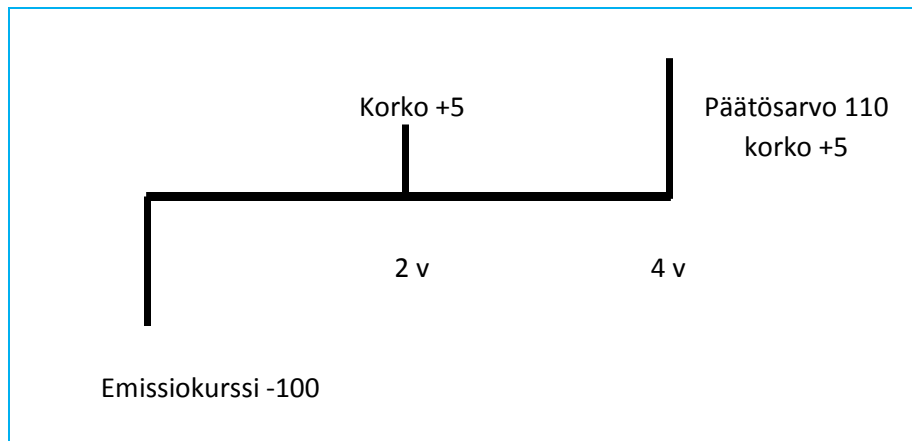 Korko +5
Päätösarvo 110
korko +5
2 v
4 v
Emissiokurssi -100